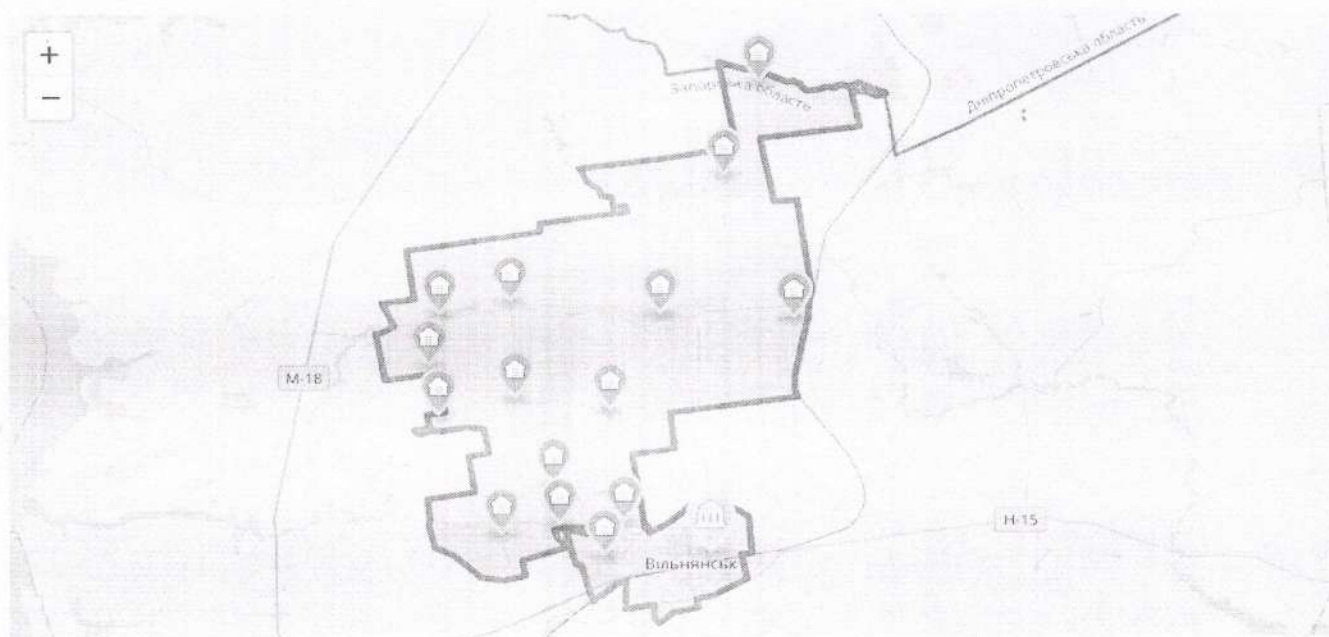 +
−
Запорізька область
Дніпропетровська область
М-18
Н-15
Вільнянськ